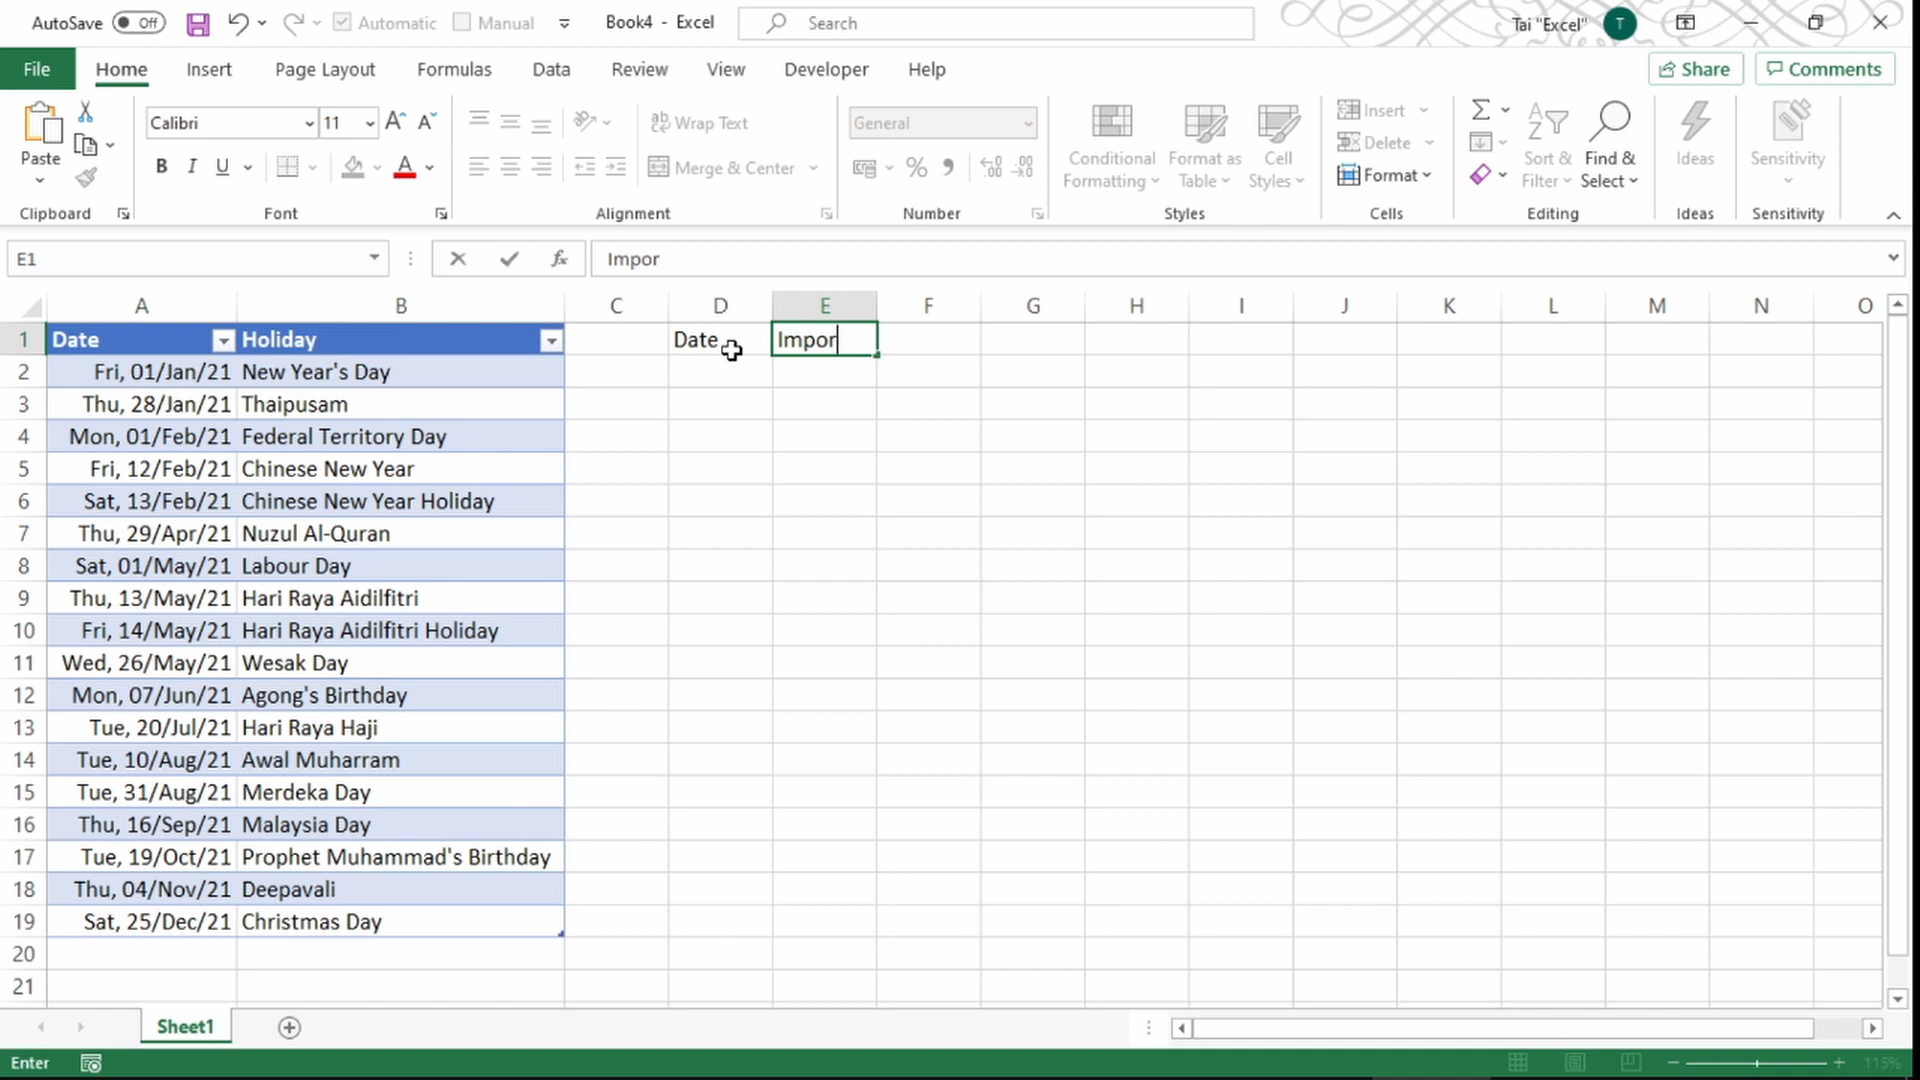 AutoSave Off Automatic Manual Book4 - Excel Search Tai "Excel" T
File Home Insert Page Layout Formulas Data Review View Developer Help Share Comments
Calibri 11 A^ Aˇ ab Wrap Text General Insert Σ
Paste B I U A Merge & Center % Conditional Formatting Format as Table Cell Styles Delete Format Sort & Filter Find & Select Ideas Sensitivity
Clipboard Font Alignment Number Styles Cells Editing Ideas Sensitivity
E1 fx Impor
A B C D E F G H I J K L M N O
1 Date Holiday Date Impor
2 Fri, 01/Jan/21 New Year's Day
3 Thu, 28/Jan/21 Thaipusam
4 Mon, 01/Feb/21 Federal Territory Day
5 Fri, 12/Feb/21 Chinese New Year
6 Sat, 13/Feb/21 Chinese New Year Holiday
7 Thu, 29/Apr/21 Nuzul Al-Quran
8 Sat, 01/May/21 Labour Day
9 Thu, 13/May/21 Hari Raya Aidilfitri
10 Fri, 14/May/21 Hari Raya Aidilfitri Holiday
11 Wed, 26/May/21 Wesak Day
12 Mon, 07/Jun/21 Agong's Birthday
13 Tue, 20/Jul/21 Hari Raya Haji
14 Tue, 10/Aug/21 Awal Muharram
15 Tue, 31/Aug/21 Merdeka Day
16 Thu, 16/Sep/21 Malaysia Day
17 Tue, 19/Oct/21 Prophet Muhammad's Birthday
18 Thu, 04/Nov/21 Deepavali
19 Sat, 25/Dec/21 Christmas Day
20
21
Sheet1
Enter 115%